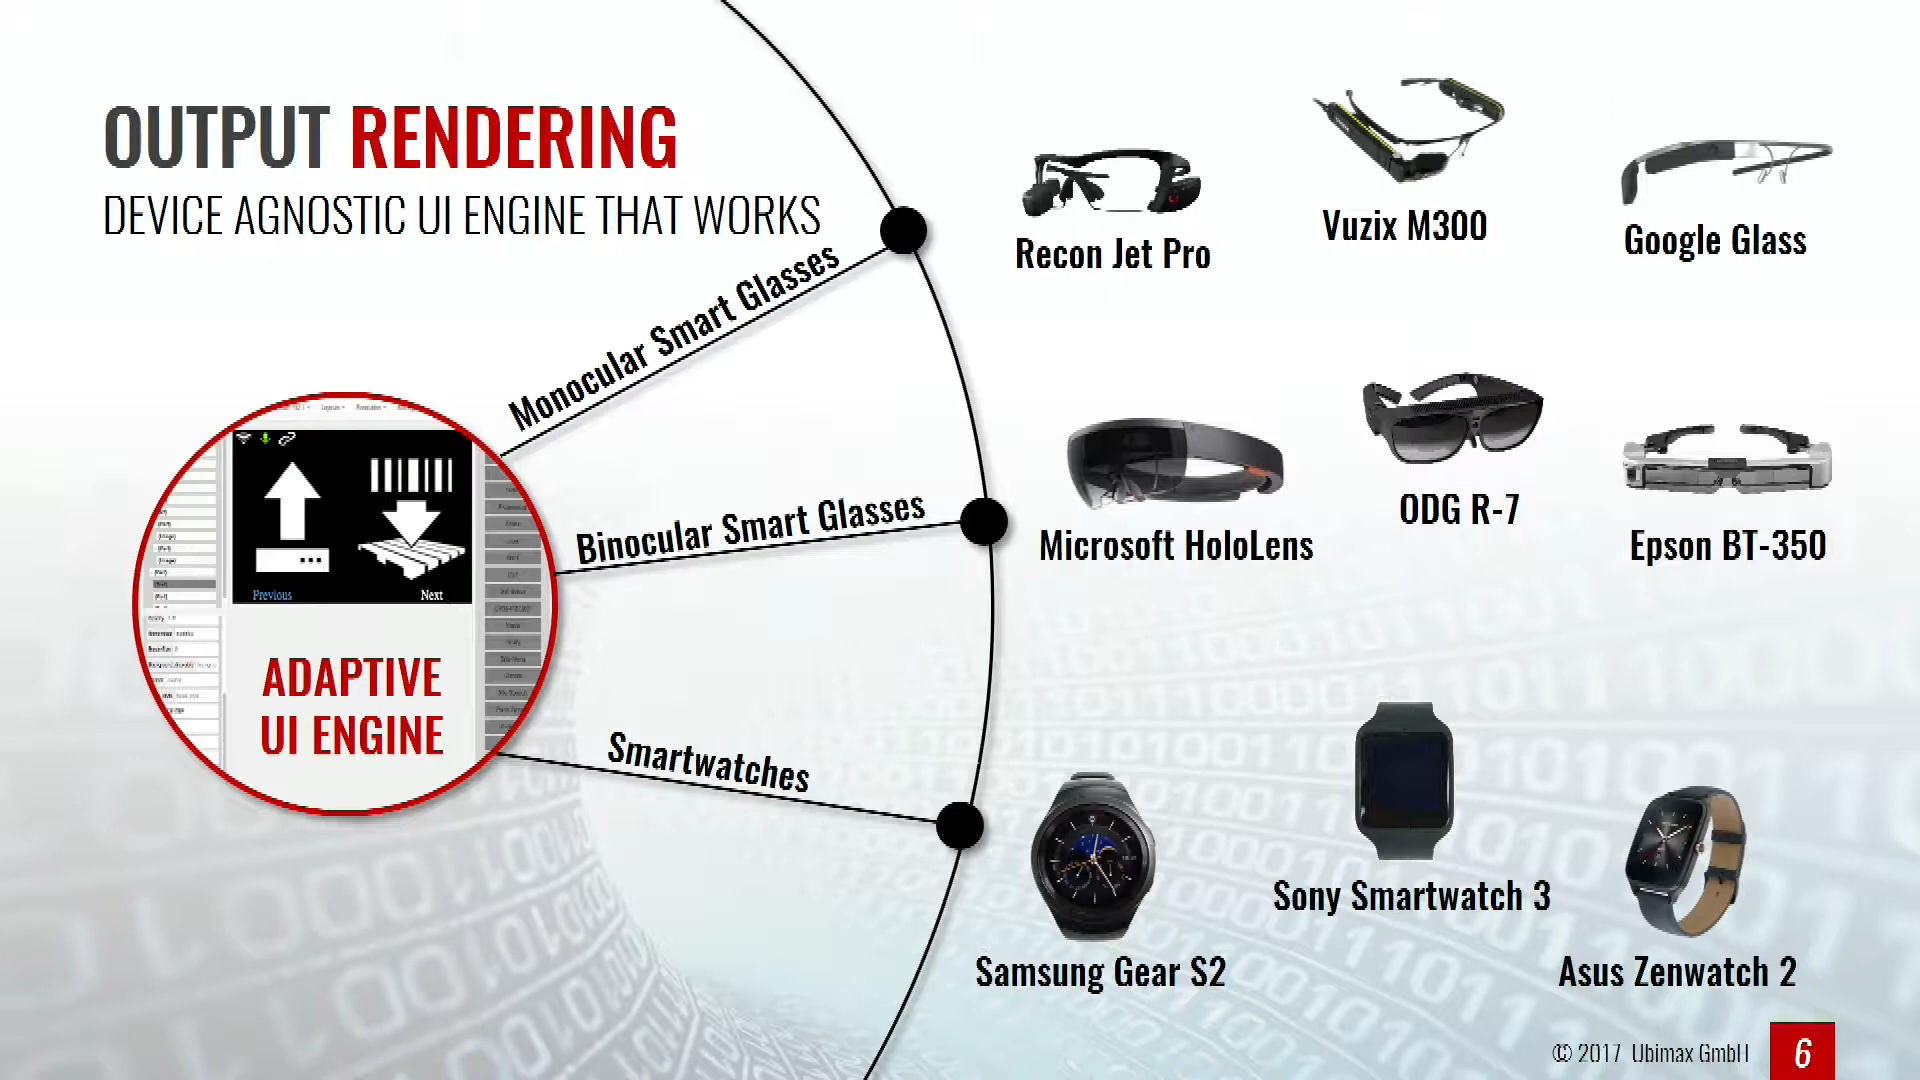 OUTPUT RENDERING
DEVICE AGNOSTIC UI ENGINE THAT WORKS
Monocular Smart Glasses
Recon Jet Pro
Vuzix M300
Google Glass
Binocular Smart Glasses
Microsoft HoloLens
ODG R-7
Epson BT-350
Previous
Next
ADAPTIVE
UI ENGINE
Smartwatches
Samsung Gear S2
Sony Smartwatch 3
Asus Zenwatch 2
© 2017 Ubimax GmbH
6